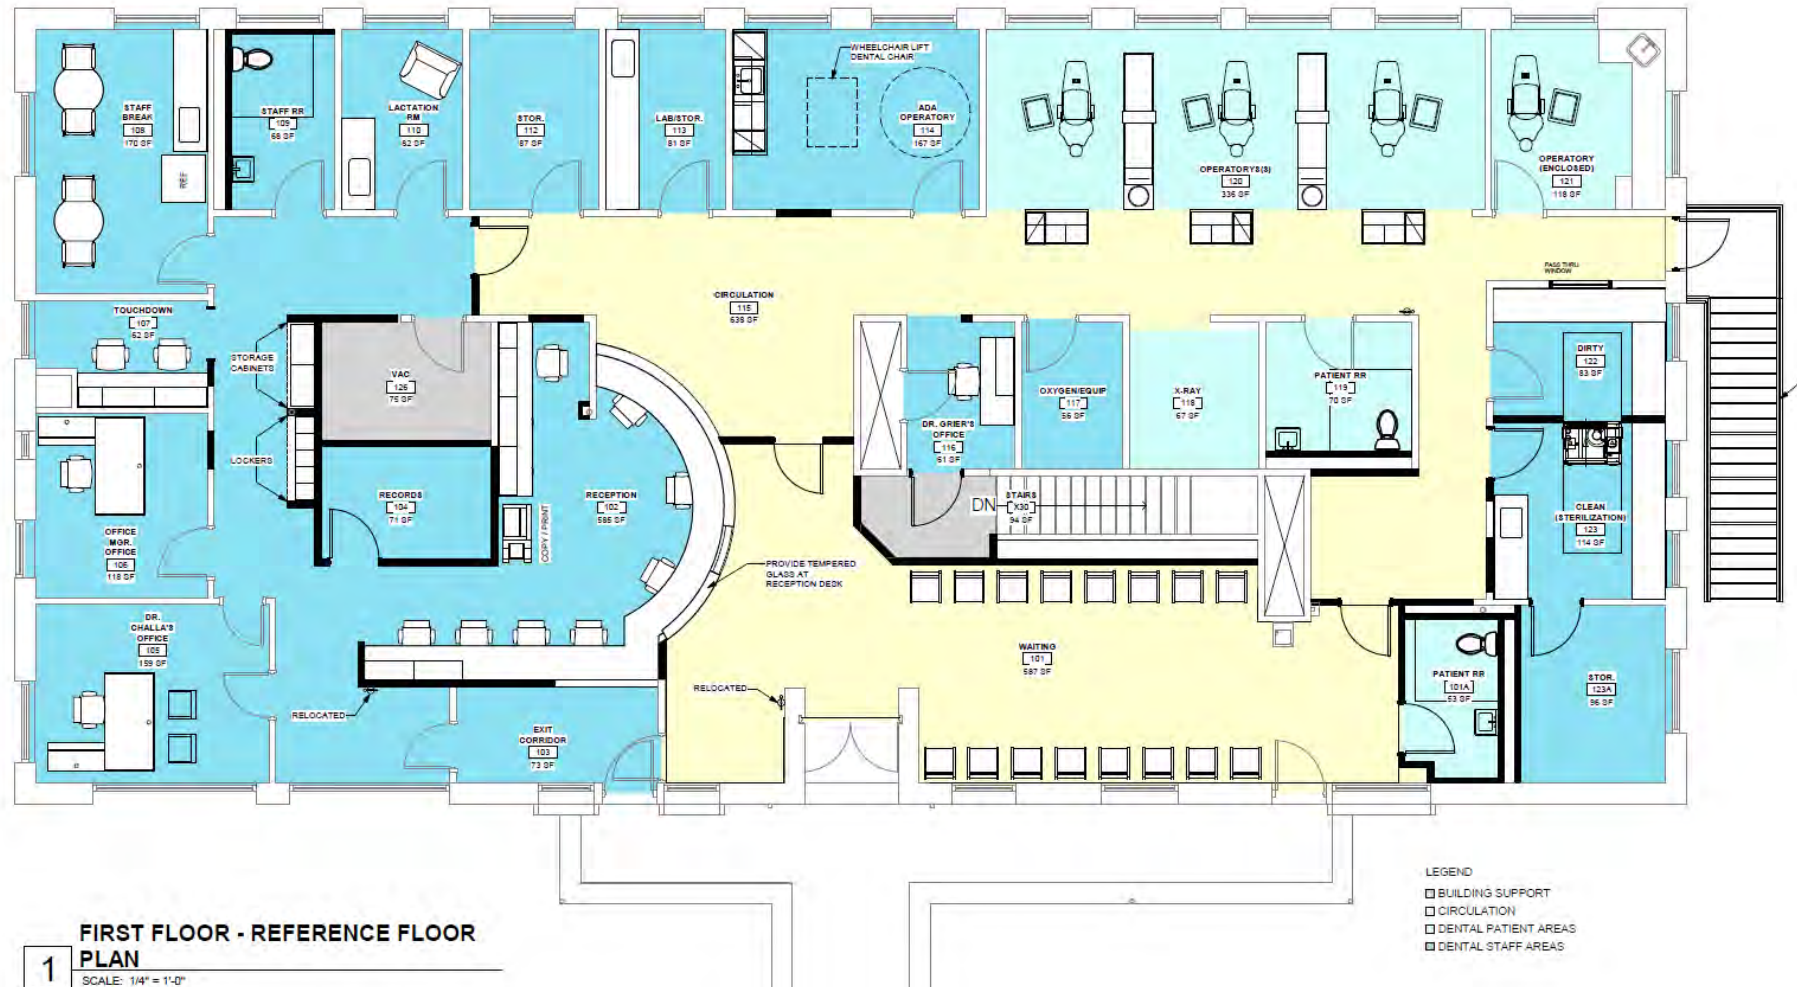 STAFF
BREAK
108
170 SF
REF
STAFF RR
109
68 SF
LACTATION
RM
110
62 SF
STOR.
112
87 SF
LAB/STOR.
113
81 SF
WHEELCHAIR LIFT
DENTAL CHAIR
ADA
OPERATORY
114
167 SF
OPERATORYS(S)
120
336 SF
OPERATORY
(ENCLOSED)
121
118 SF
PASS THRU
WINDOW
CIRCULATION
115
638 SF
TOUCHDOWN
107
62 SF
STORAGE
CABINETS
VAC
126
75 SF
LOCKERS
DR. GRIER'S
OFFICE
116
61 SF
OXYGEN/EQUIP
117
56 SF
X-RAY
118
67 SF
PATIENT RR
119
70 SF
DIRTY
122
83 SF
RECORDS
104
71 SF
RECEPTION
102
585 SF
COPY / PRINT
DN
STAIRS
X30
94 SF
CLEAN
(STERILIZATION)
123
114 SF
OFFICE
MGR.
OFFICE
106
118 SF
PROVIDE TEMPERED
GLASS AT
RECEPTION DESK
DR.
CHALLA'S
OFFICE
105
159 SF
WAITING
101
587 SF
PATIENT RR
101A
53 SF
STOR.
123A
96 SF
RELOCATED
RELOCATED
EXIT
CORRIDOR
103
73 SF
LEGEND
BUILDING SUPPORT
CIRCULATION
DENTAL PATIENT AREAS
DENTAL STAFF AREAS
1
FIRST FLOOR - REFERENCE FLOOR
PLAN
SCALE: 1/4" = 1'-0"